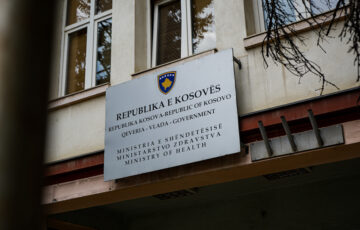 REPUBLIKA E KOSOVËS
REPUBLIKA KOSOVA-REPUBLIC OF KOSOVO
QEVERIA - VLADA - GOVERNMENT
MINISTRIA E SHËNDETËSISË
MINISTARSTVO ZDRAVSTVA
MINISTRY OF HEALTH